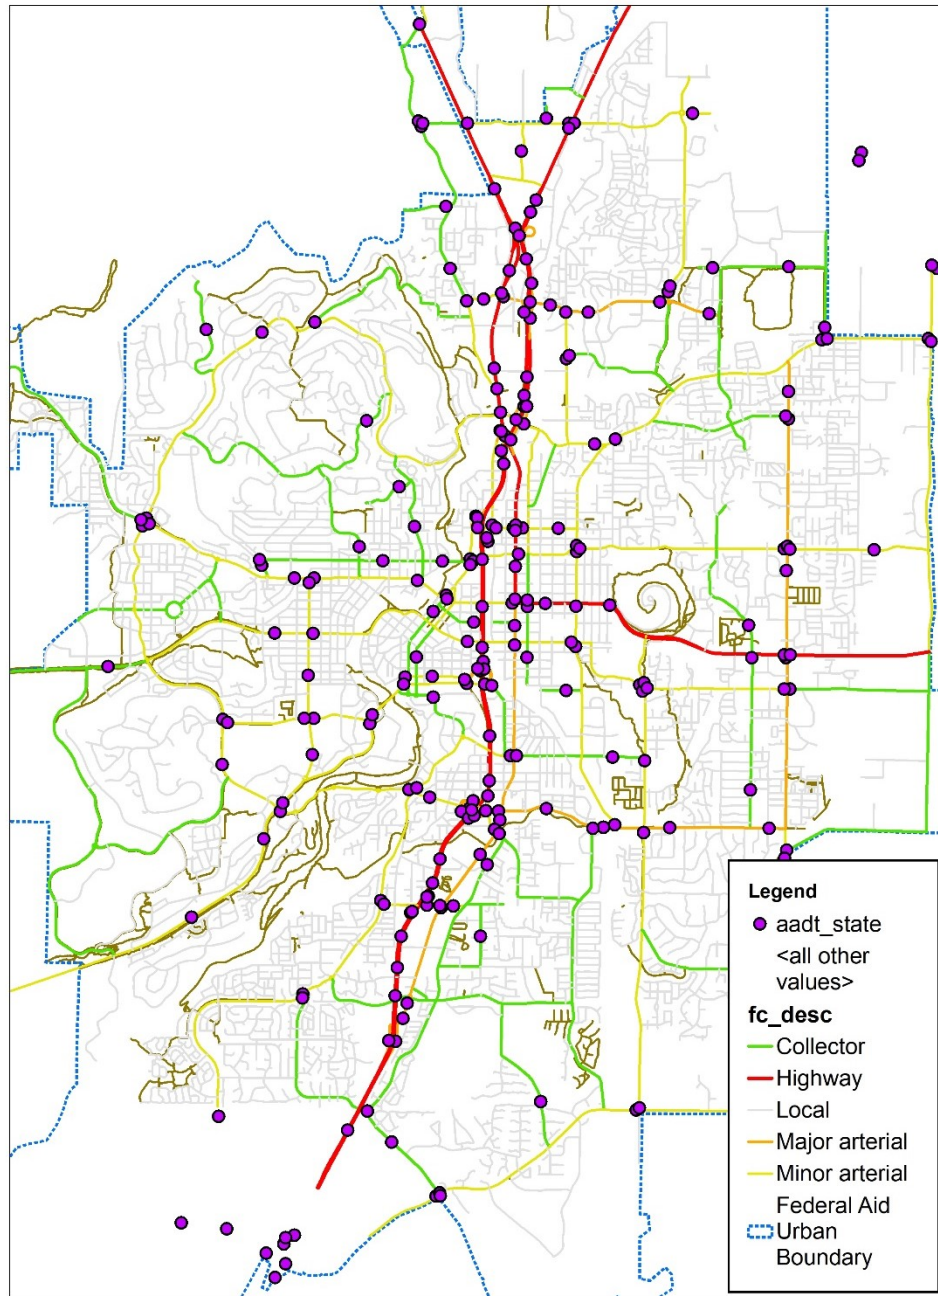 Legend
aadt_state
<all other
values>
fc_desc
Collector
Highway
Local
Major arterial
Minor arterial
Federal Aid
Urban
Boundary